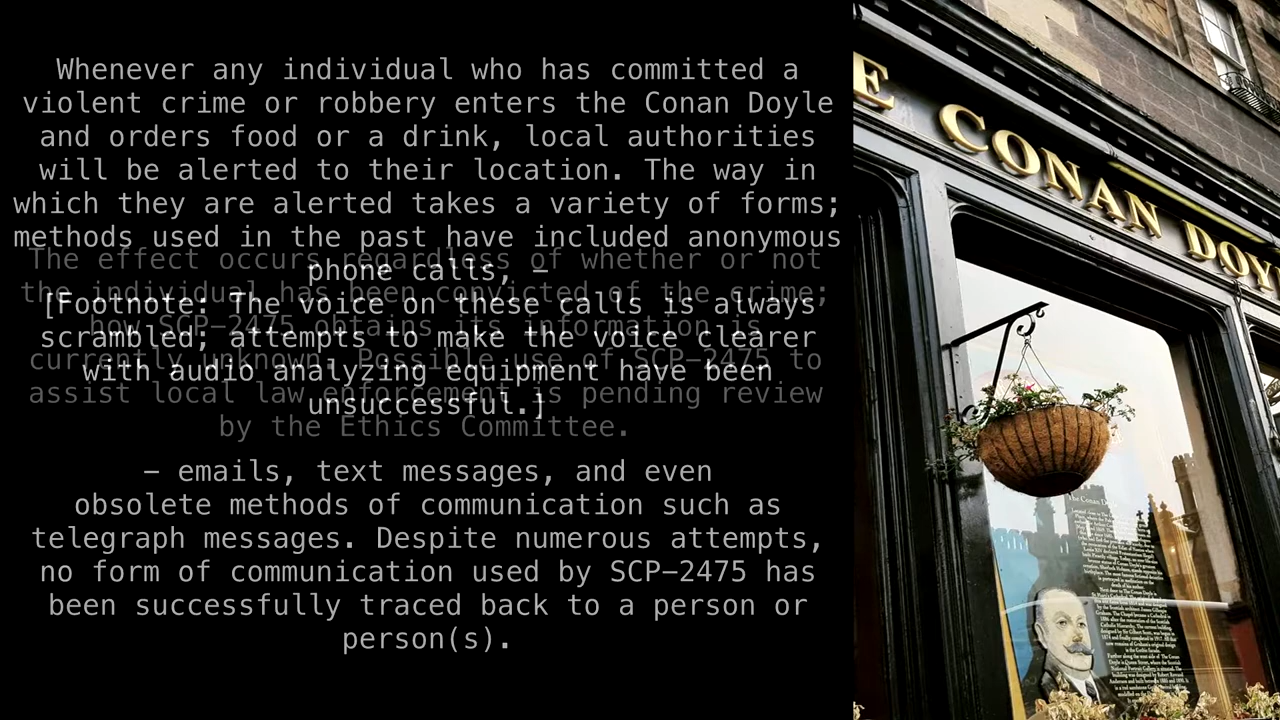 Whenever any individual who has committed a
violent crime or robbery enters the Conan Doyle
and orders food or a drink, local authorities
will be alerted to their location. The way in
which they are alerted takes a variety of forms;
methods used in the past have included anonymous
phone calls, –
[Footnote: The voice on these calls is always
scrambled; attempts to make the voice clearer
with audio analyzing equipment have been
unsuccessful.]
The effect occurs regardless of whether or not
the individual has been convicted of the crime;
how SCP–2475 obtains its information is
currently unknown. Possible use of SCP–2475 to
assist local law enforcement is pending review
by the Ethics Committee.
– emails, text messages, and even
obsolete methods of communication such as
telegraph messages. Despite numerous attempts,
no form of communication used by SCP–2475 has
been successfully traced back to a person or
person(s).
E CONAN DOY